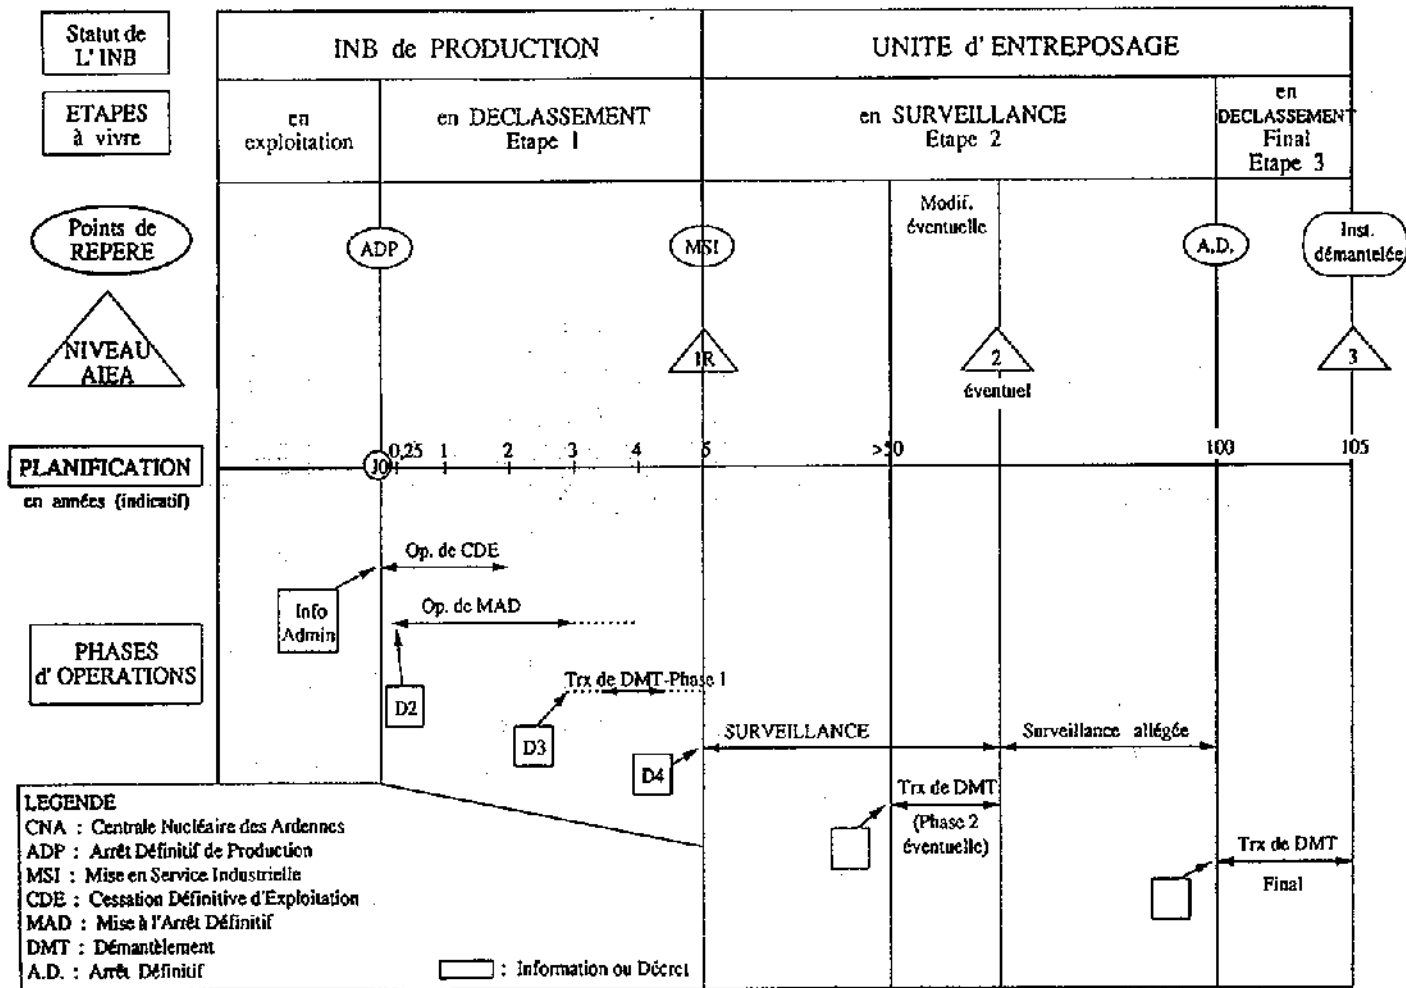 Statut de
L' INB
INB de PRODUCTION
UNITE d' ENTREPOSAGE
ETAPES
à vivre
en
exploitation
en DECLASSEMENT
Etape 1
en SURVEILLANCE
Etape 2
en
DECLASSEMENT
Final
Etape 3
Points de
REPERE
ADP
MSI
Modif.
éventuelle
A.D.
Inst.
démantelée
NIVEAU
AIEA
1R
2
éventuel
3
PLANIFICATION
en années (indicatif)
J0
0,25
1
2
3
4
>50
100
105
PHASES
d' OPERATIONS
Info
Admin
Op. de CDE
Op. de MAD
D2
Trx de DMT-Phase 1
D3
D4
SURVEILLANCE
Surveillance allégée
Trx de DMT
(Phase 2
éventuelle)
Trx de DMT
Final
LEGENDE
CNA : Centrale Nucléaire des Ardennes
ADP : Arrêt Définitif de Production
MSI : Mise en Service Industrielle
CDE : Cessation Définitive d'Exploitation
MAD : Mise à l'Arrêt Définitif
DMT : Démantèlement
A.D. : Arrêt Définitif
: Information ou Décret